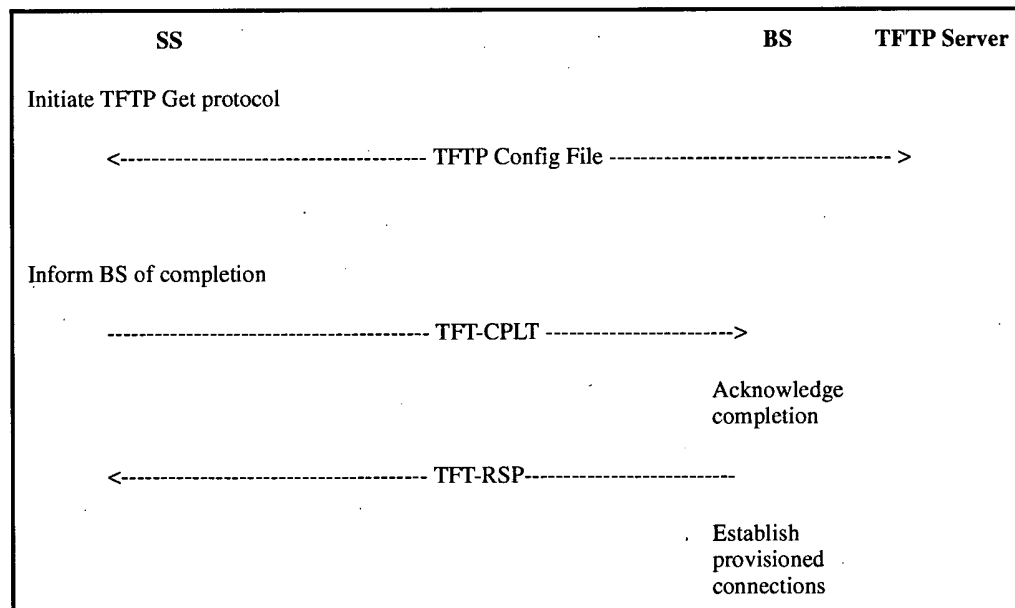 SS BS TFTP Server
Initiate TFTP Get protocol
<---------------------------------- TFTP Config File -------------------------------- >
Inform BS of completion
------------------------------------ TFT-CPLT --------------------->
Acknowledge
completion
<---------------------------------- TFT-RSP------------------------
Establish
provisioned
connections